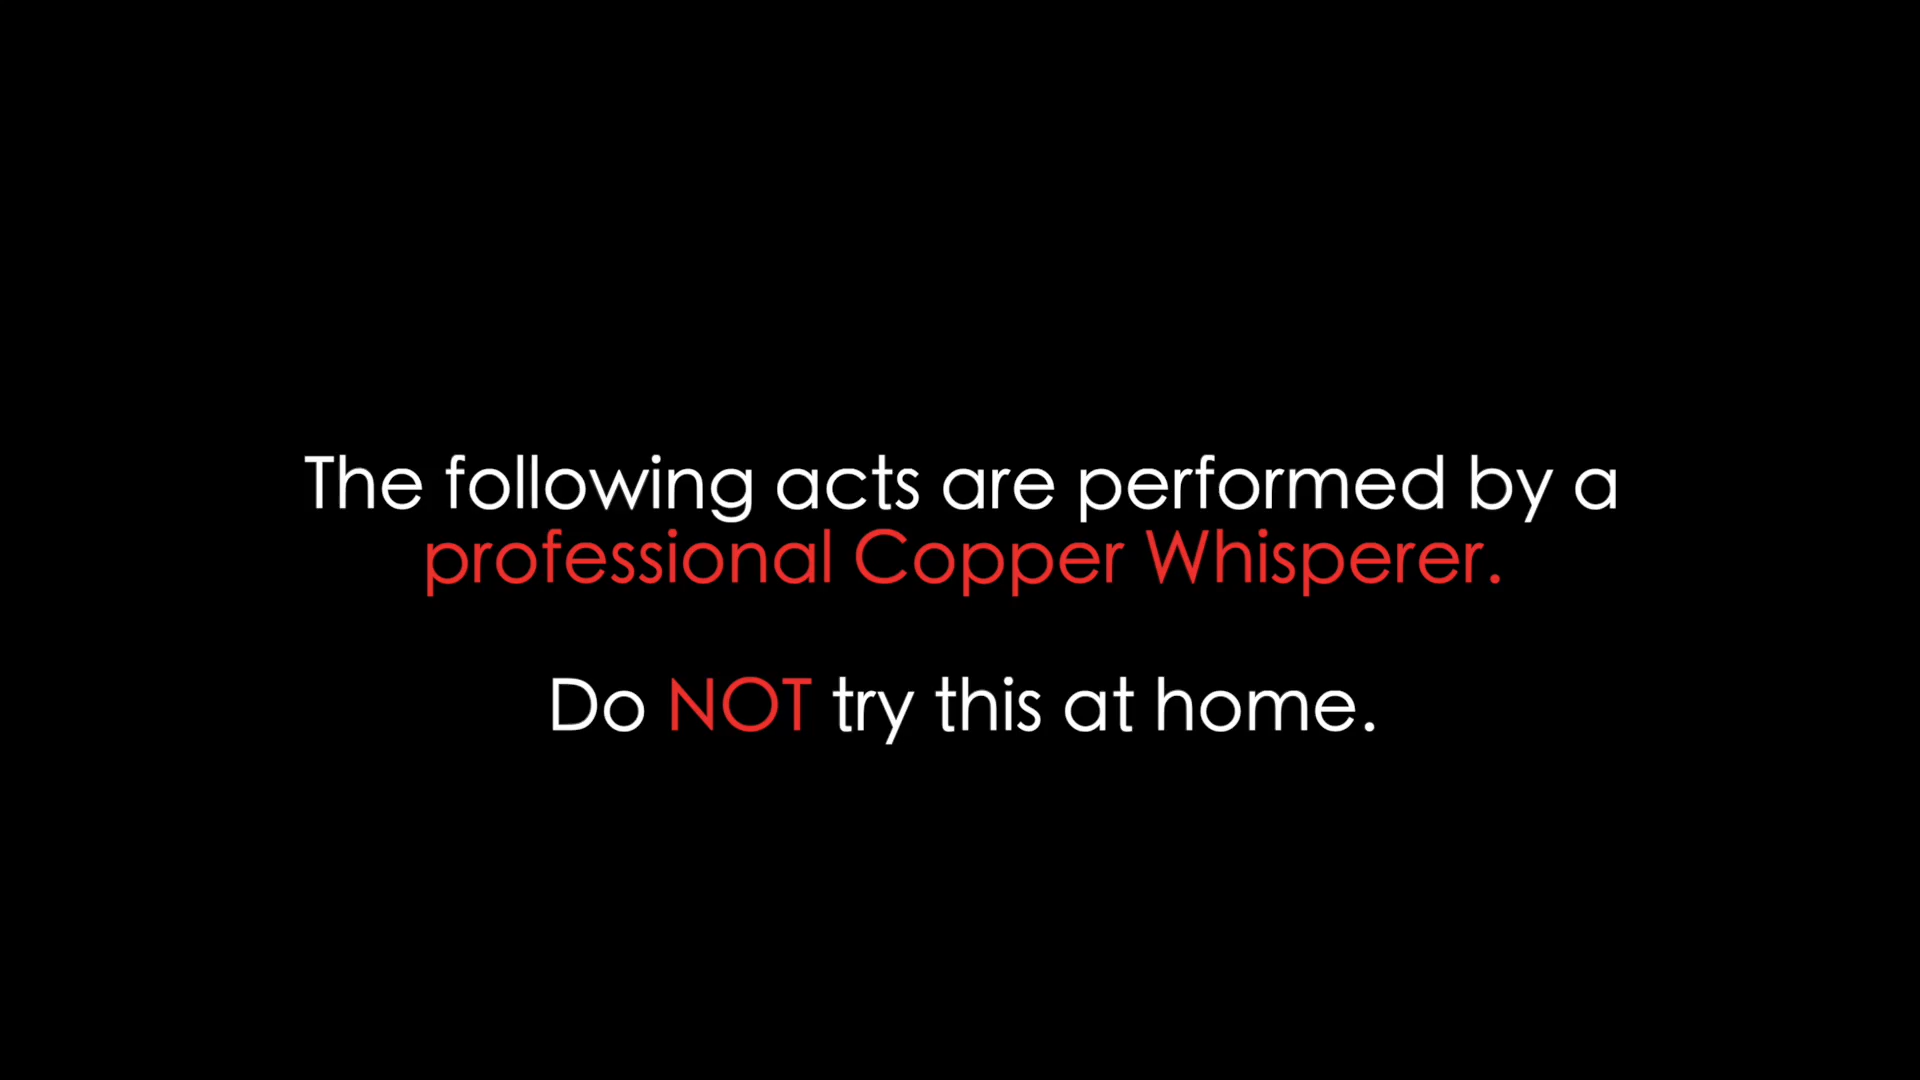 The following acts are performed by a
professional Copper Whisperer.
Do NOT try this at home.